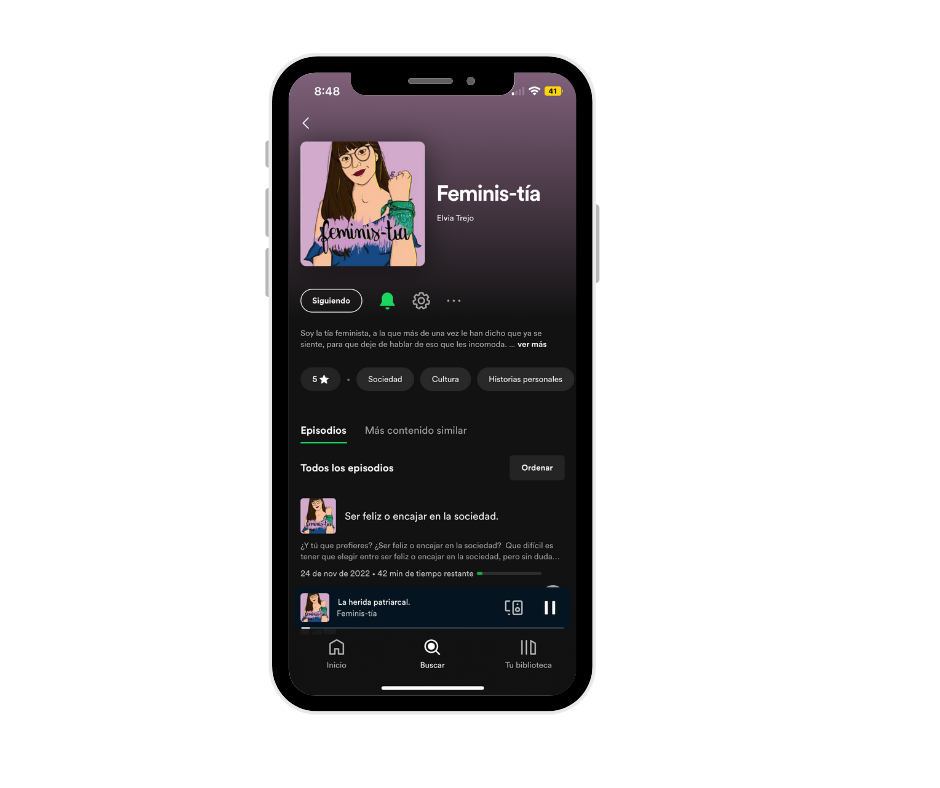 8:48
41
feminis-tia
Feminis-tía
Elvia Trejo
Siguiendo
Soy la tía feminista, a la que más de una vez le han dicho que ya se
siente, para que deje de hablar de eso que les incomoda. ... ver más
5
Sociedad
Cultura
Historias personales
Episodios
Más contenido similar
Todos los episodios
Ordenar
feminis-tia
Ser feliz o encajar en la sociedad.
¿Y tú que prefieres? ¿Ser feliz o encajar en la sociedad? Que difícil es
tener que elegir entre ser feliz o encajar en la sociedad, pero sin duda...
24 de nov de 2022 • 42 min de tiempo restante
feminis-tia
La herida patriarcal.
Feminis-tía
Inicio
Buscar
Tu biblioteca